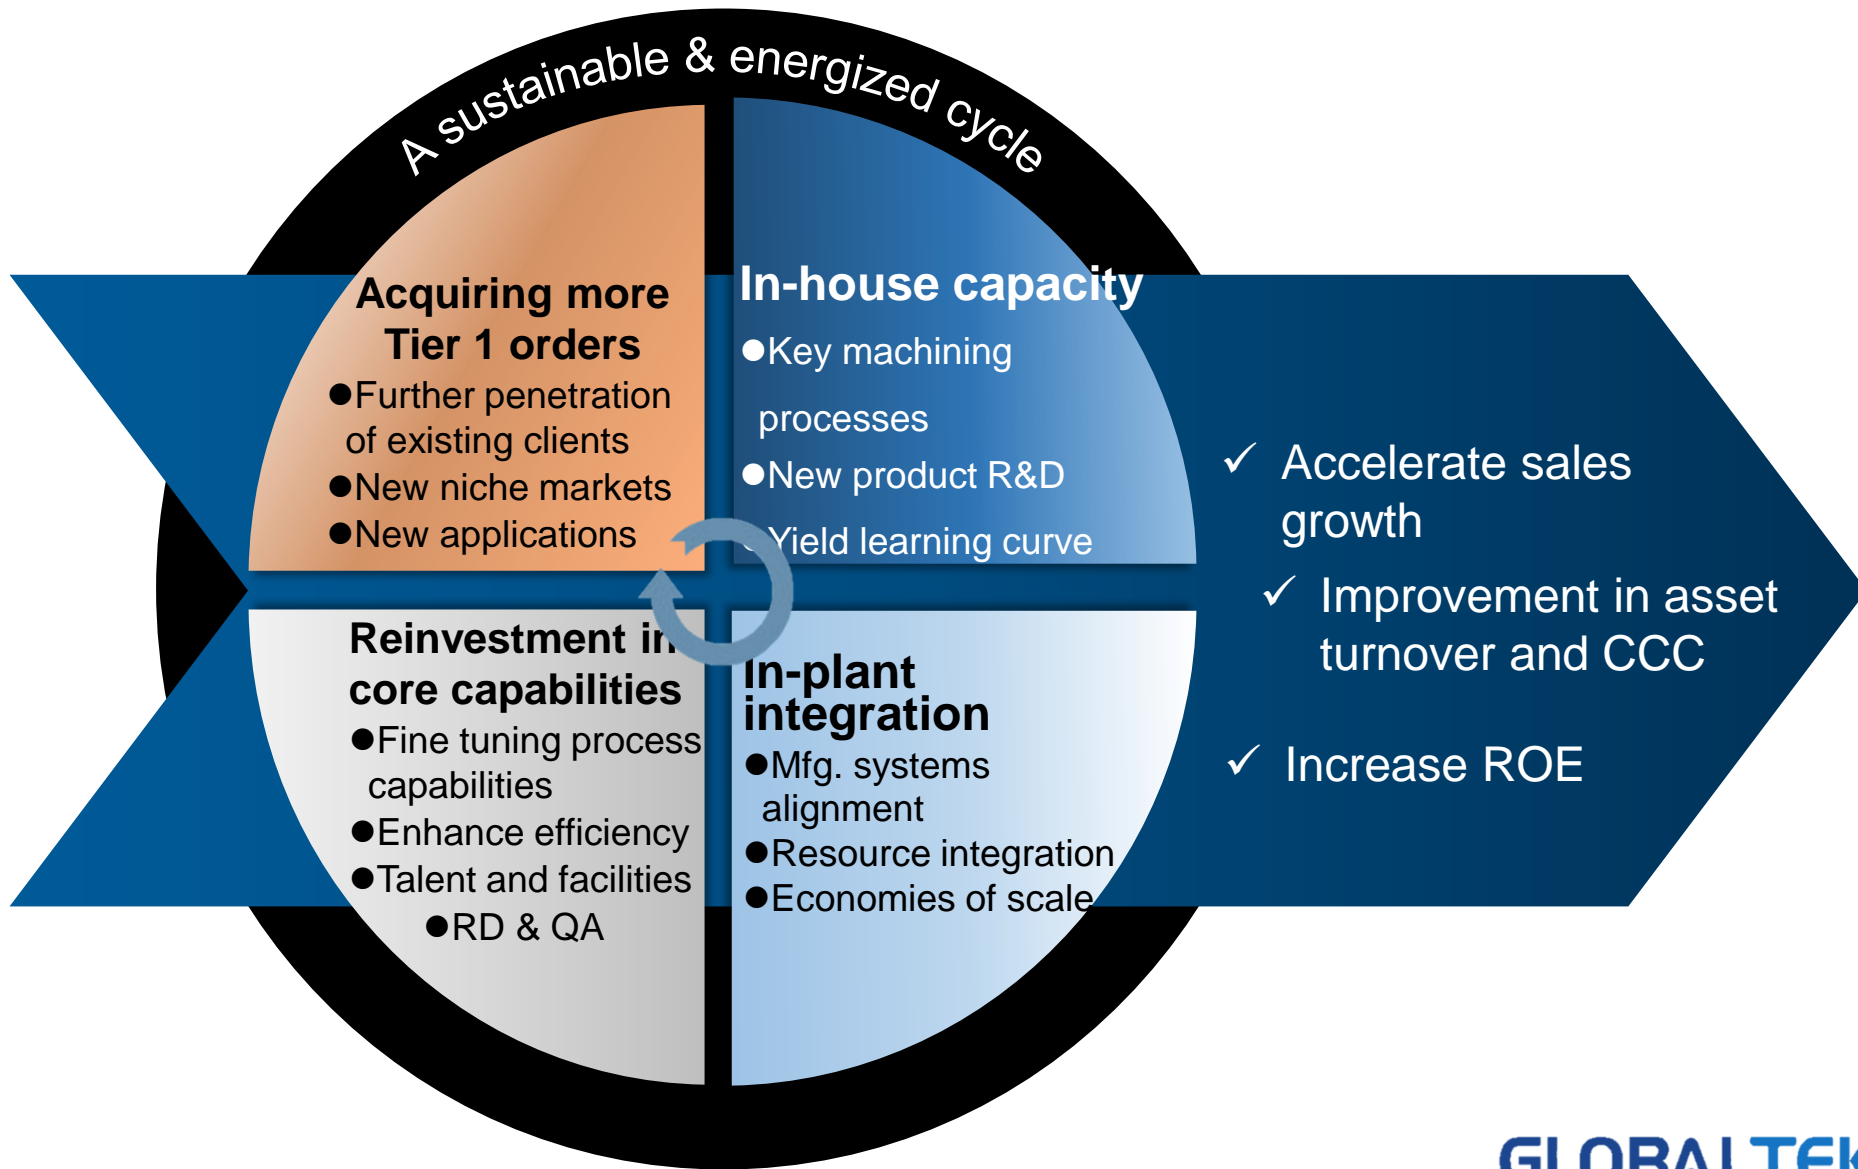 A sustainable & energized cycle
Acquiring more
Tier 1 orders
●Further penetration
of existing clients
●New niche markets
●New applications
In-house capacity
●Key machining
processes
●New product R&D
●Yield learning curve
Reinvestment in
core capabilities
●Fine tuning process
capabilities
●Enhance efficiency
●Talent and facilities
●RD & QA
In-plant
integration
●Mfg. systems
alignment
●Resource integration
●Economies of scale
✓ Accelerate sales
growth
✓ Improvement in asset
turnover and CCC
✓ Increase ROE
GLOBALTEK